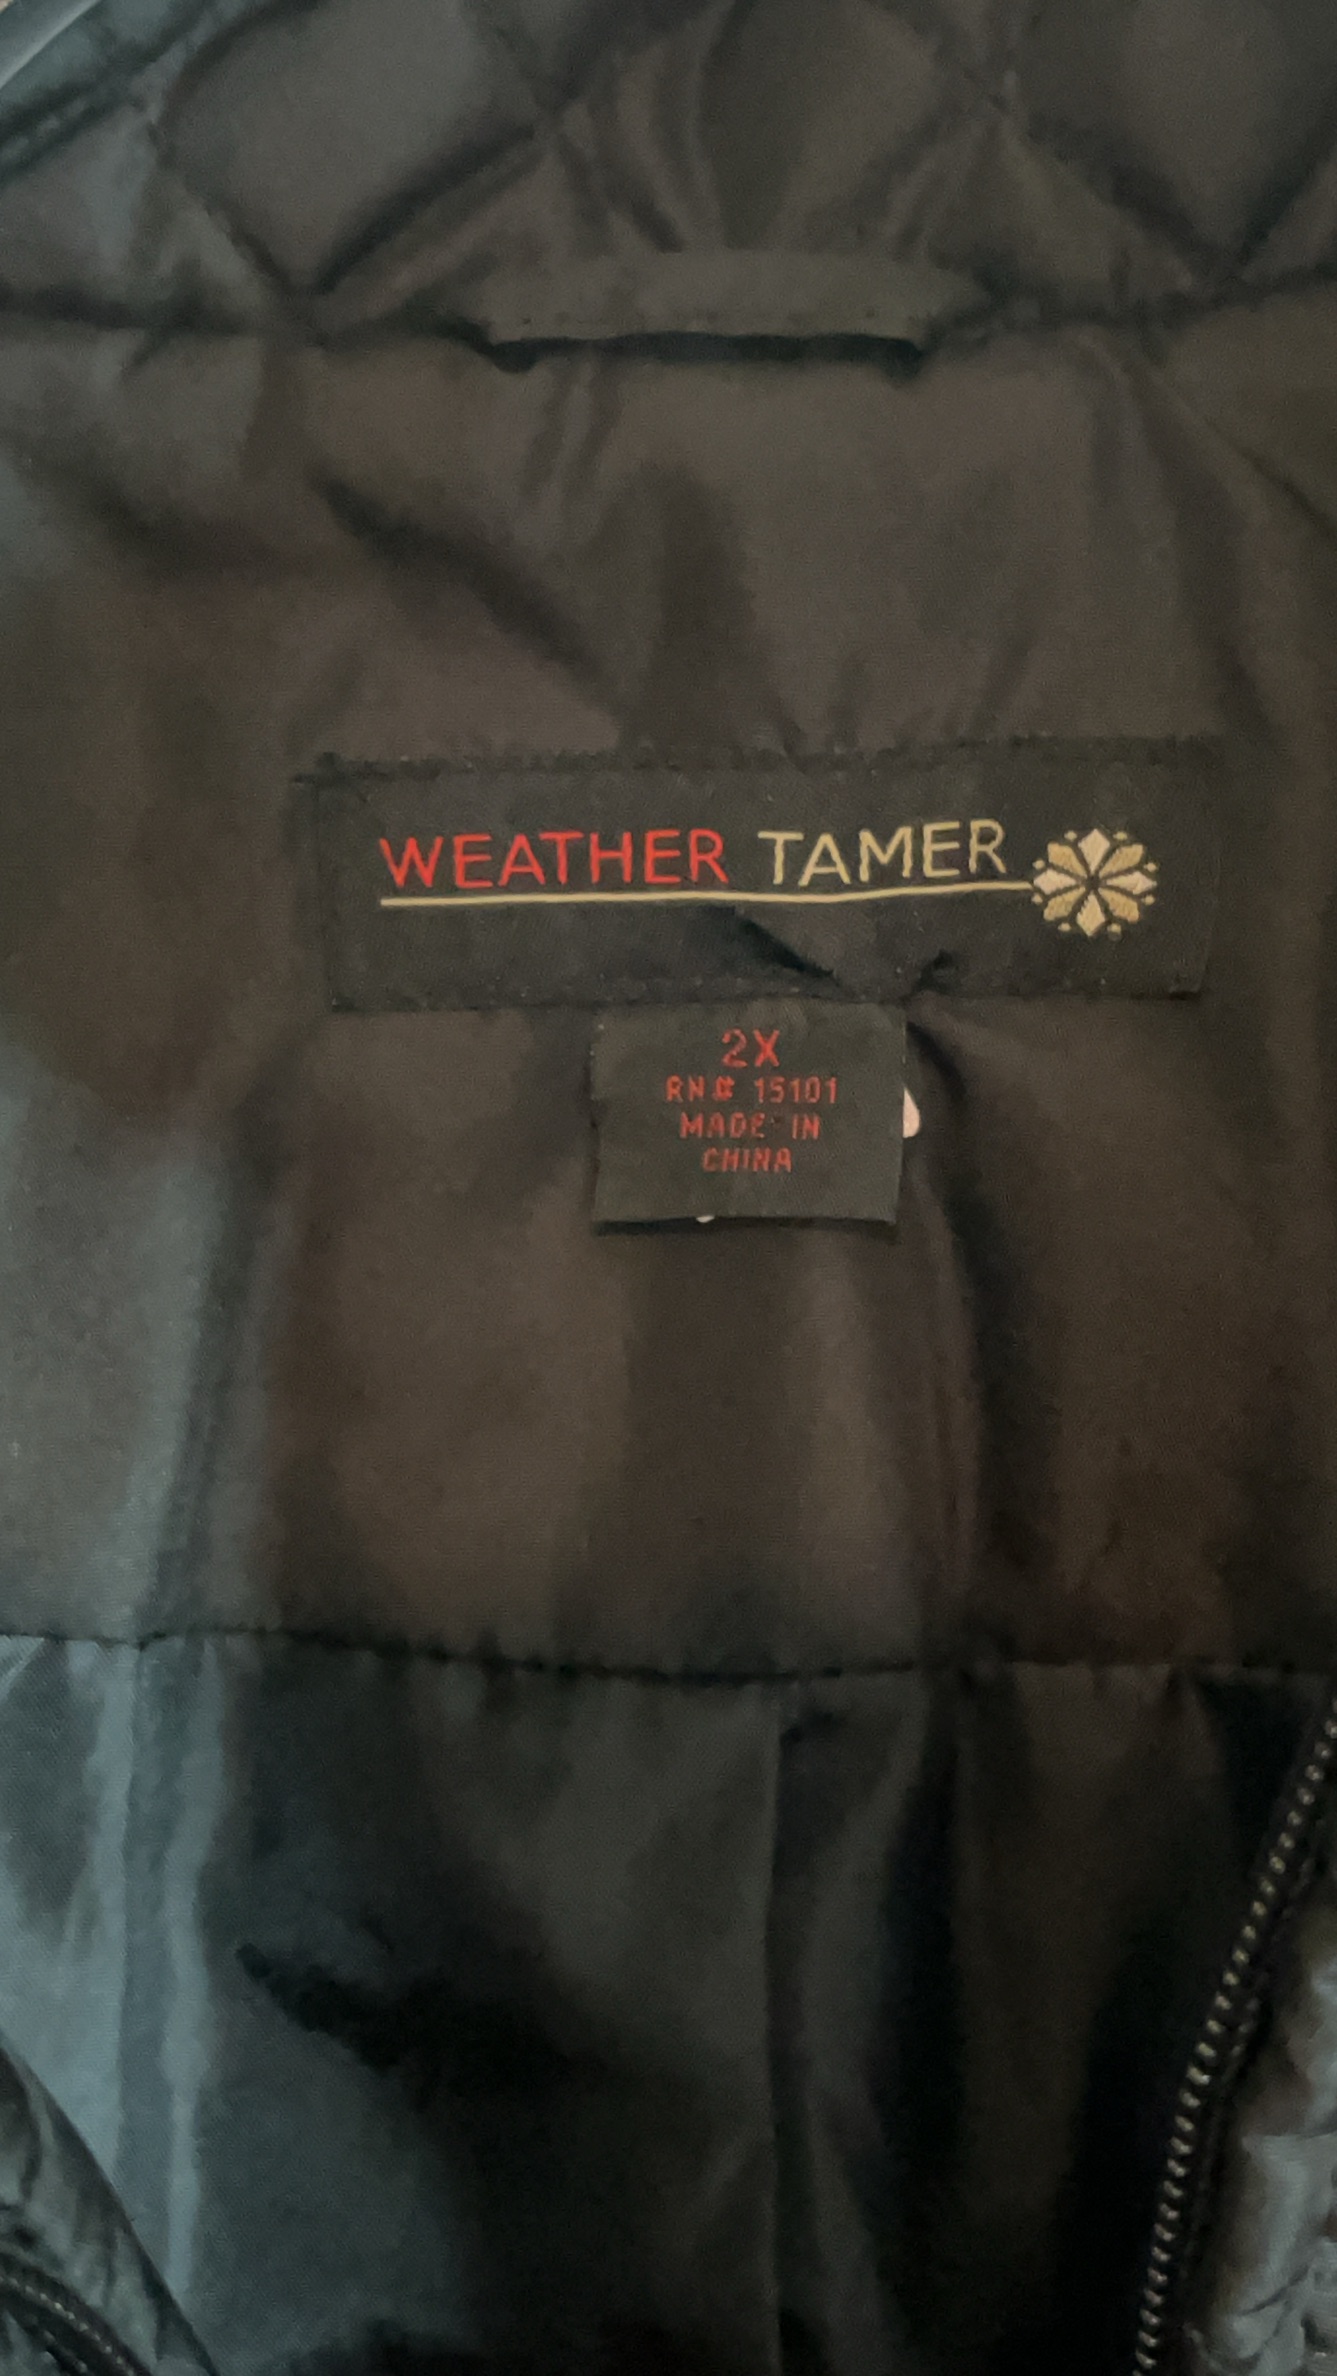 WEATHER TAMER
2X
RN# 15101
MADE IN
CHINA